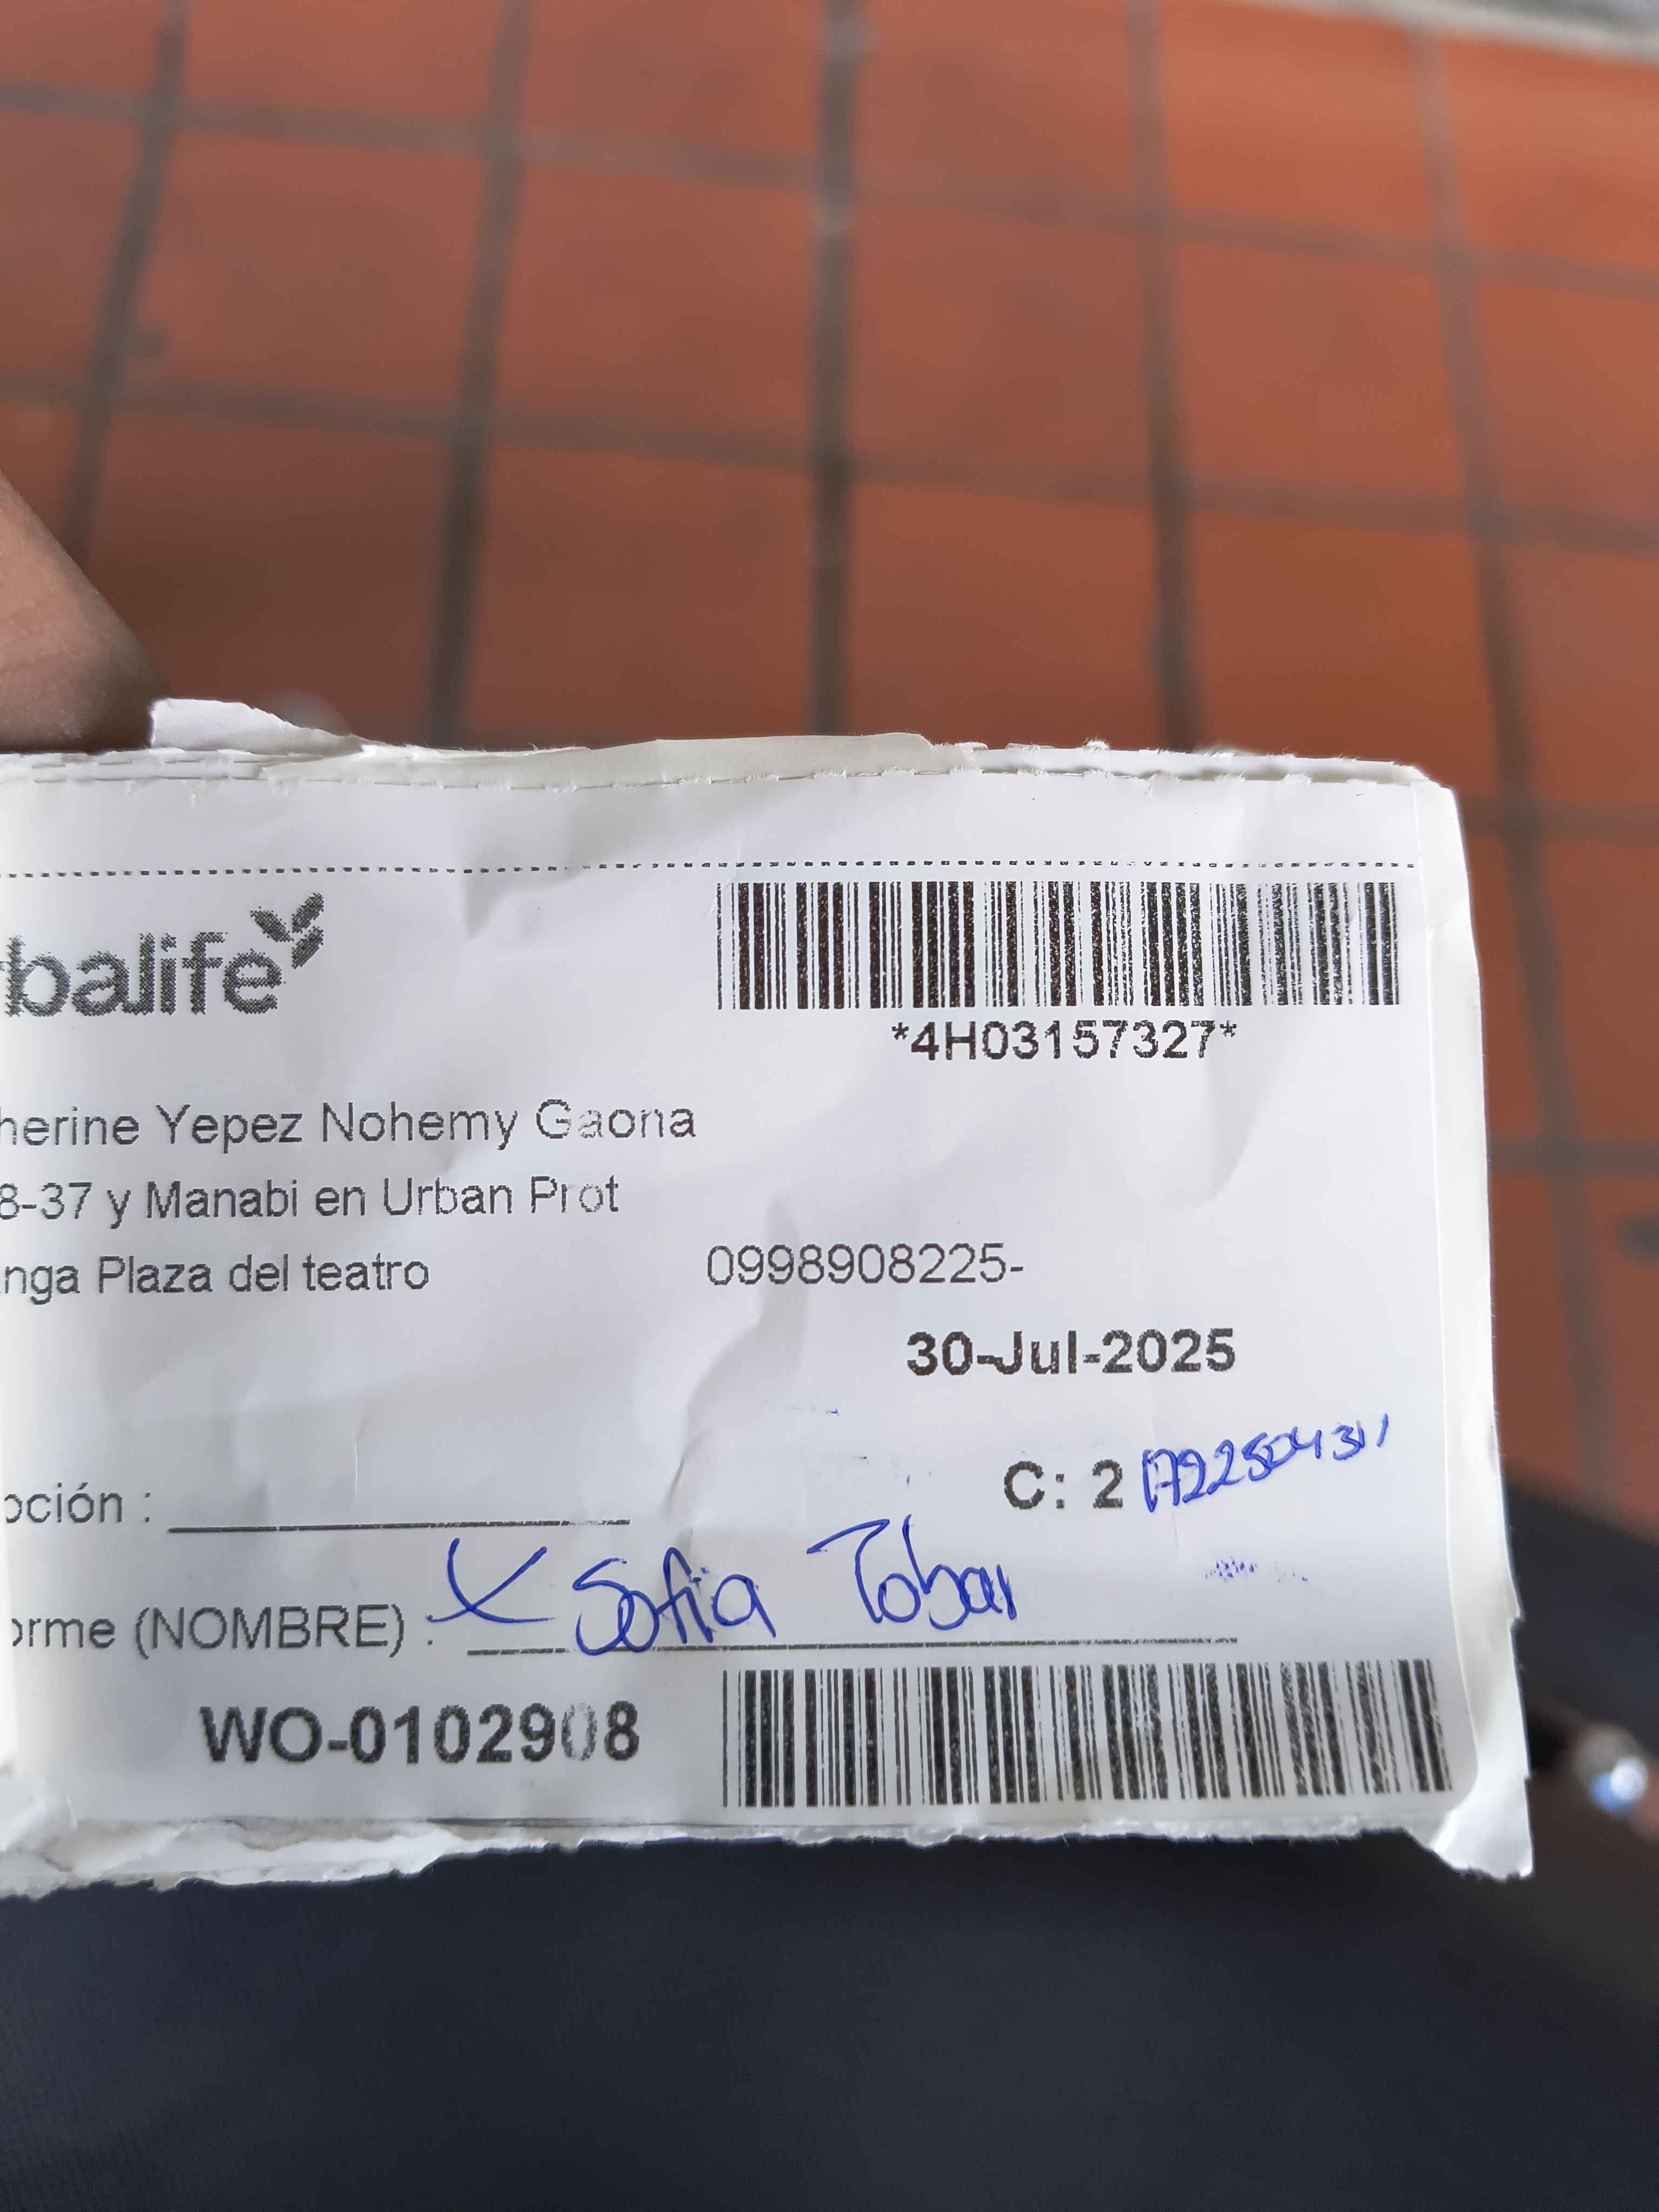 rbalife
*4H03157327*
herine Yepez Nohemy Gaona
8-37 y Manabi en Urban Prot
nga Plaza del teatro
0998908225-
30-Jul-2025
C: 2
pción :
orme (NOMBRE) : X Sofia Tobar
WO-0102908